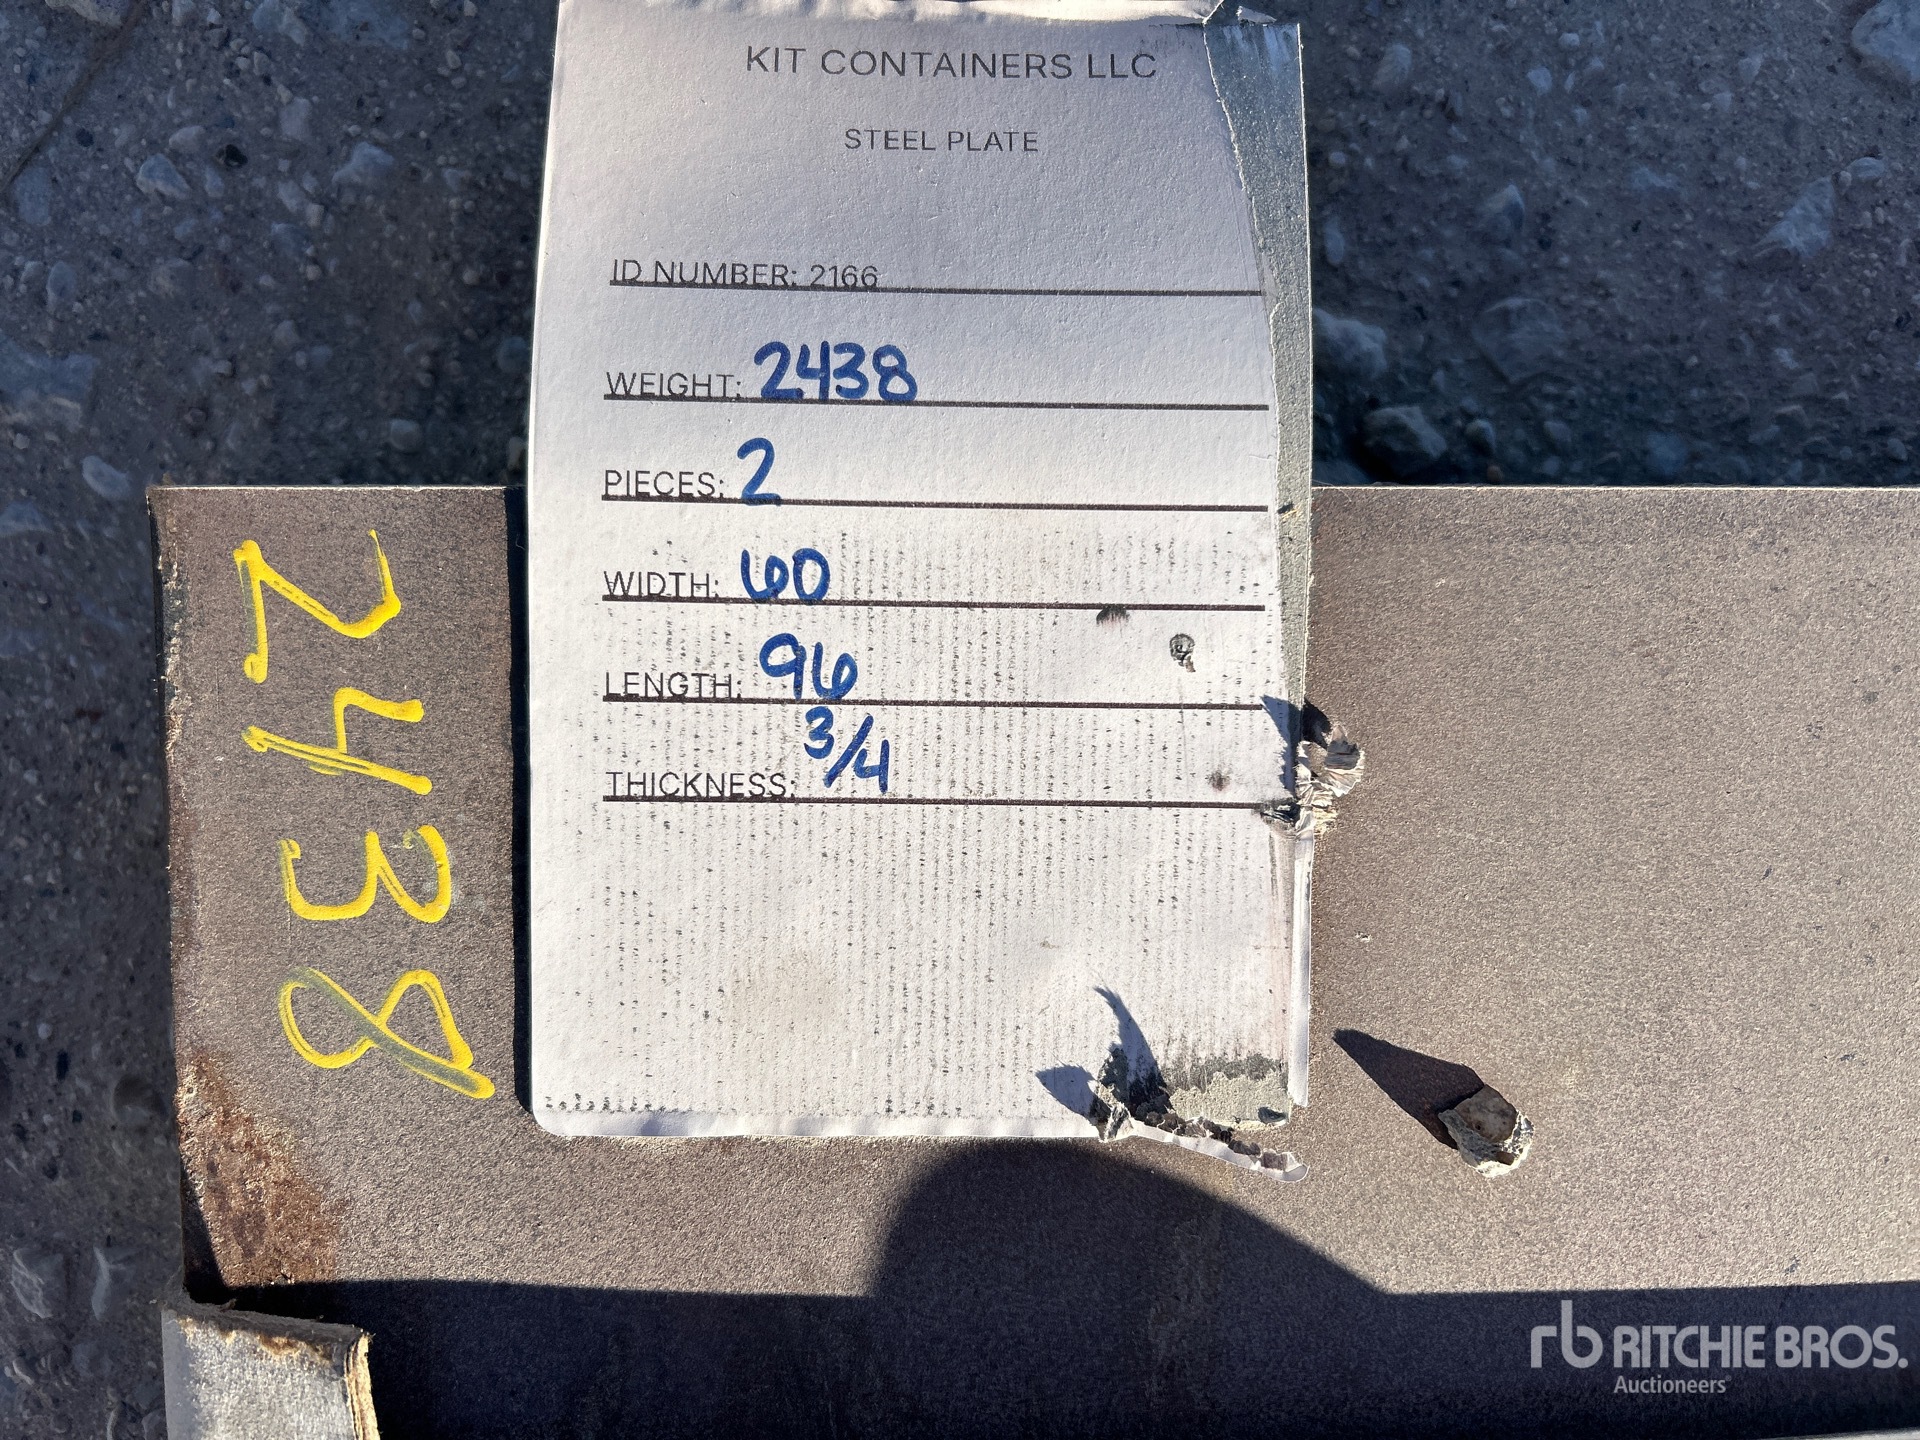 KIT CONTAINERS LLC
STEEL PLATE
ID NUMBER: 2166
WEIGHT: 2438
PIECES: 2
WIDTH: 60
LENGTH: 96
THICKNESS: 3/4
2438
rb RITCHIE BROS.
Auctioneers